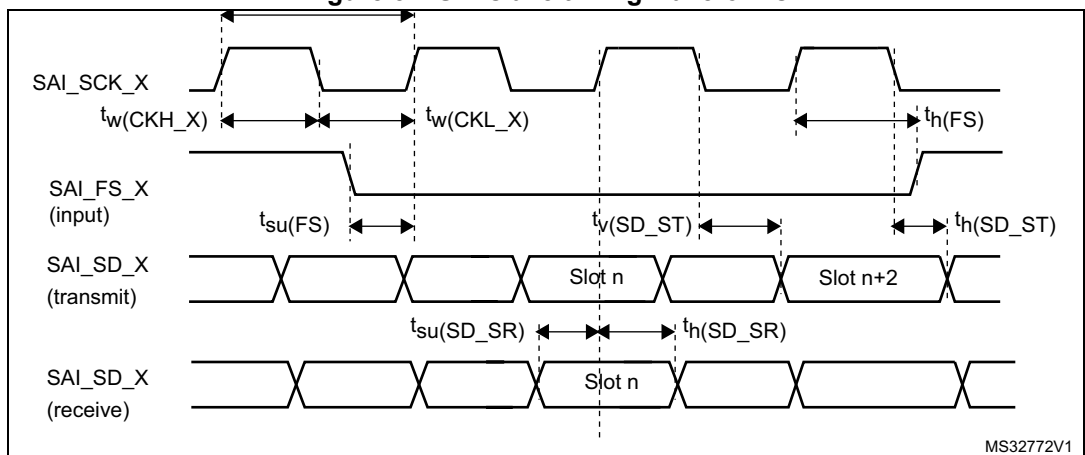 SAI_SCK_X
tw(CKH_X) tw(CKL_X) th(FS)
SAI_FS_X
(input)
tsu(FS) tv(SD_ST) th(SD_ST)
SAI_SD_X
(transmit)
Slot n Slot n+2
tsu(SD_SR) th(SD_SR)
SAI_SD_X
(receive)
Slot n
MS32772V1